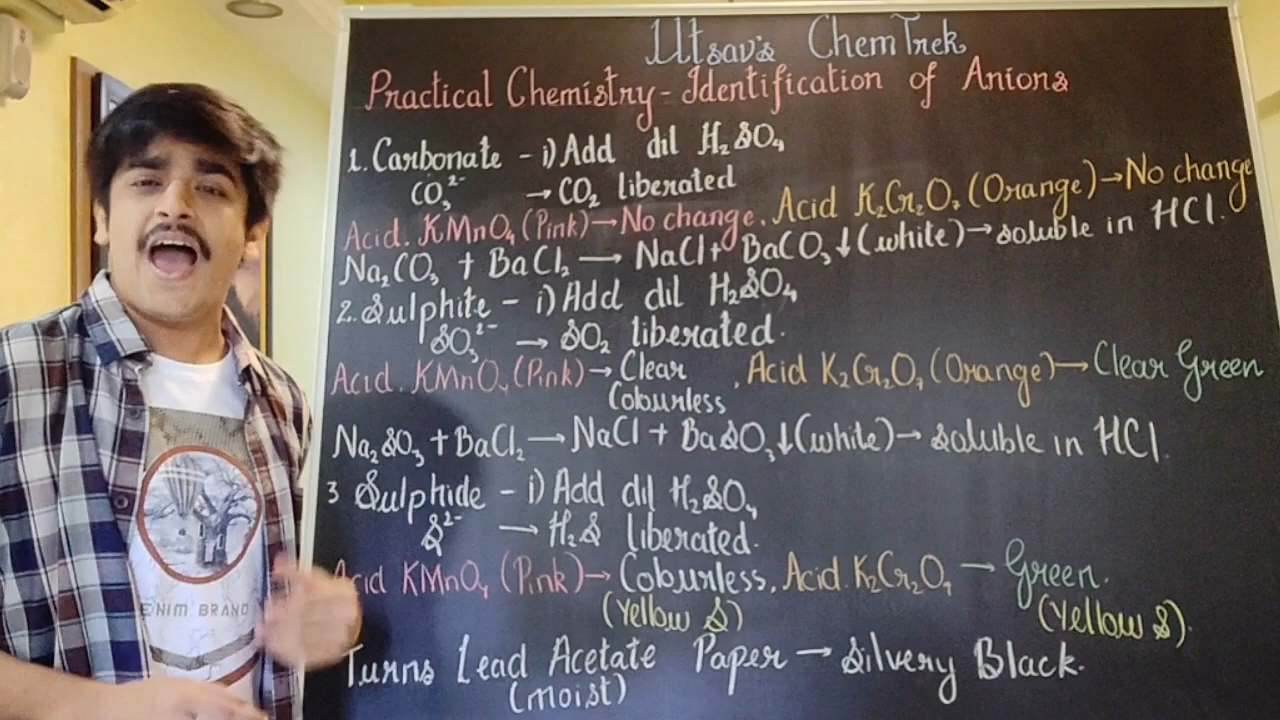 Utsav's ChemTrek
Practical Chemistry - Identification of Anions
1. Carbonate - i) Add dil H₂SO₄
CO₃²⁻ → CO₂ liberated
Acid. KMnO₄ (Pink) → No change. Acid K₂Cr₂O₇ (Orange) → No change
Na₂CO₃ + BaCl₂ → NaCl + BaCO₃↓ (white) → soluble in HCl.
2. Sulphite - i) Add dil H₂SO₄
SO₃²⁻ → SO₂ liberated.
Acid. KMnO₄ (Pink) → Clear Colourless, Acid K₂Cr₂O₇ (Orange) → Clear Green
Na₂SO₃ + BaCl₂ → NaCl + BaSO₃↓ (white) → soluble in HCl.
3 Sulphide - i) Add dil H₂SO₄
S²⁻ → H₂S liberated.
Acid KMnO₄ (Pink) → Colourless, Acid. K₂Cr₂O₇ → Green.
(Yellow S) (Yellow S).
Turns Lead Acetate Paper → Silvery Black.
(moist)
ENIM BRAND